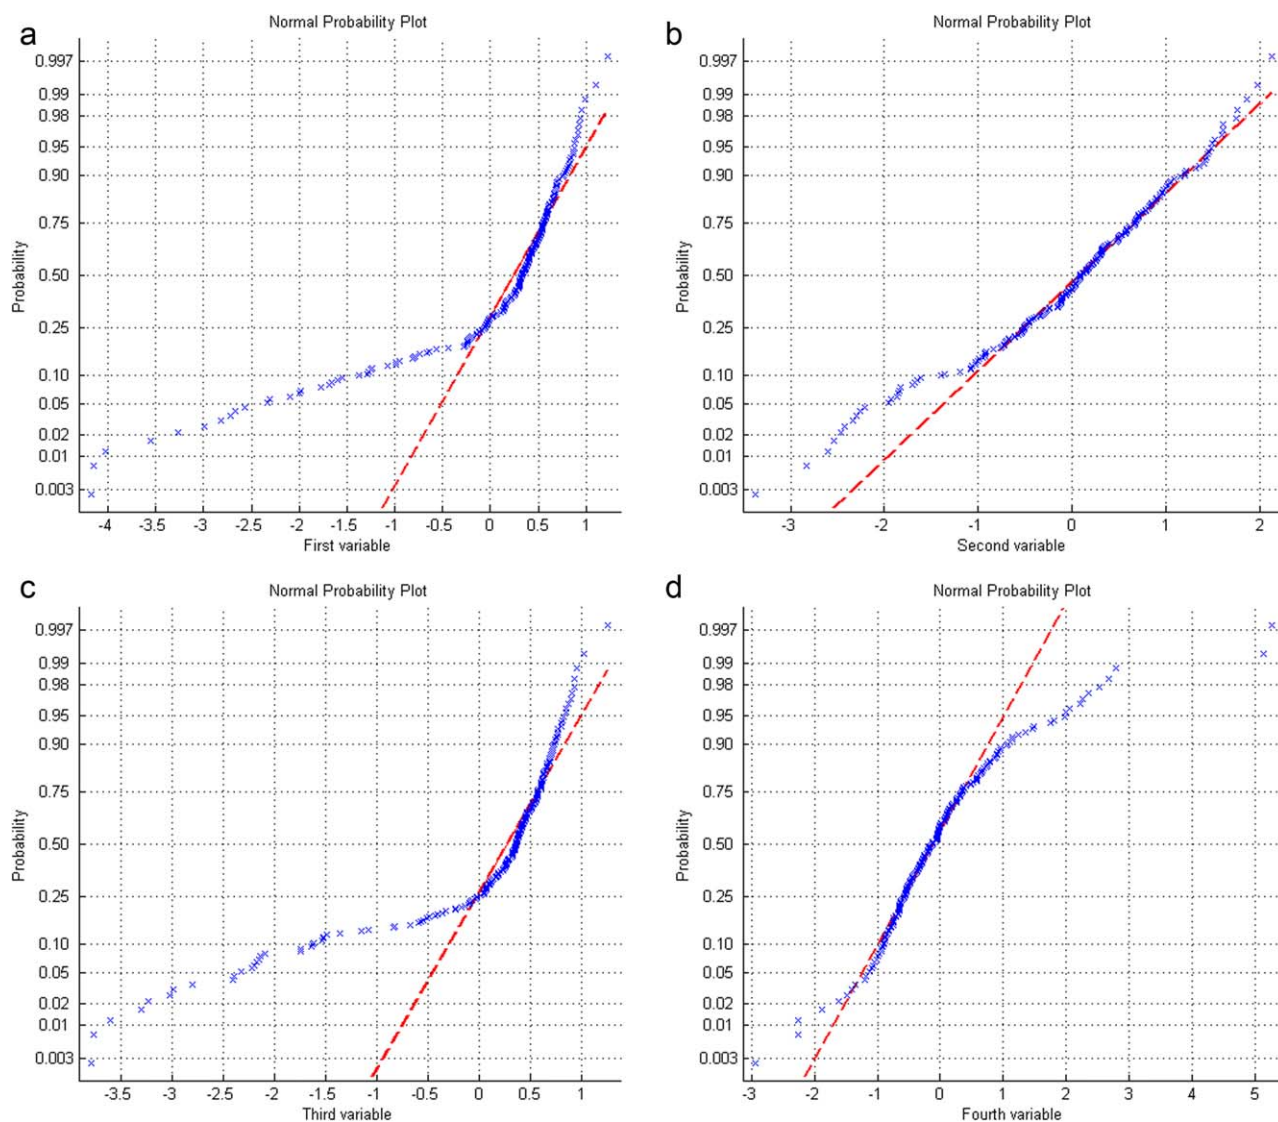 a
Normal Probability Plot
0.997
0.99
0.98
0.95
0.90
0.75
0.50
0.25
0.10
0.05
0.02
0.01
0.003
Probability
-4 -3.5 -3 -2.5 -2 -1.5 -1 -0.5 0 0.5 1
First variable
b
Normal Probability Plot
0.997
0.99
0.98
0.95
0.90
0.75
0.50
0.25
0.10
0.05
0.02
0.01
0.003
Probability
-3 -2 -1 0 1 2
Second variable
c
Normal Probability Plot
0.997
0.99
0.98
0.95
0.90
0.75
0.50
0.25
0.10
0.05
0.02
0.01
0.003
Probability
-3.5 -3 -2.5 -2 -1.5 -1 -0.5 0 0.5 1
Third variable
d
Normal Probability Plot
0.997
0.99
0.98
0.95
0.90
0.75
0.50
0.25
0.10
0.05
0.02
0.01
0.003
Probability
-3 -2 -1 0 1 2 3 4 5
Fourth variable